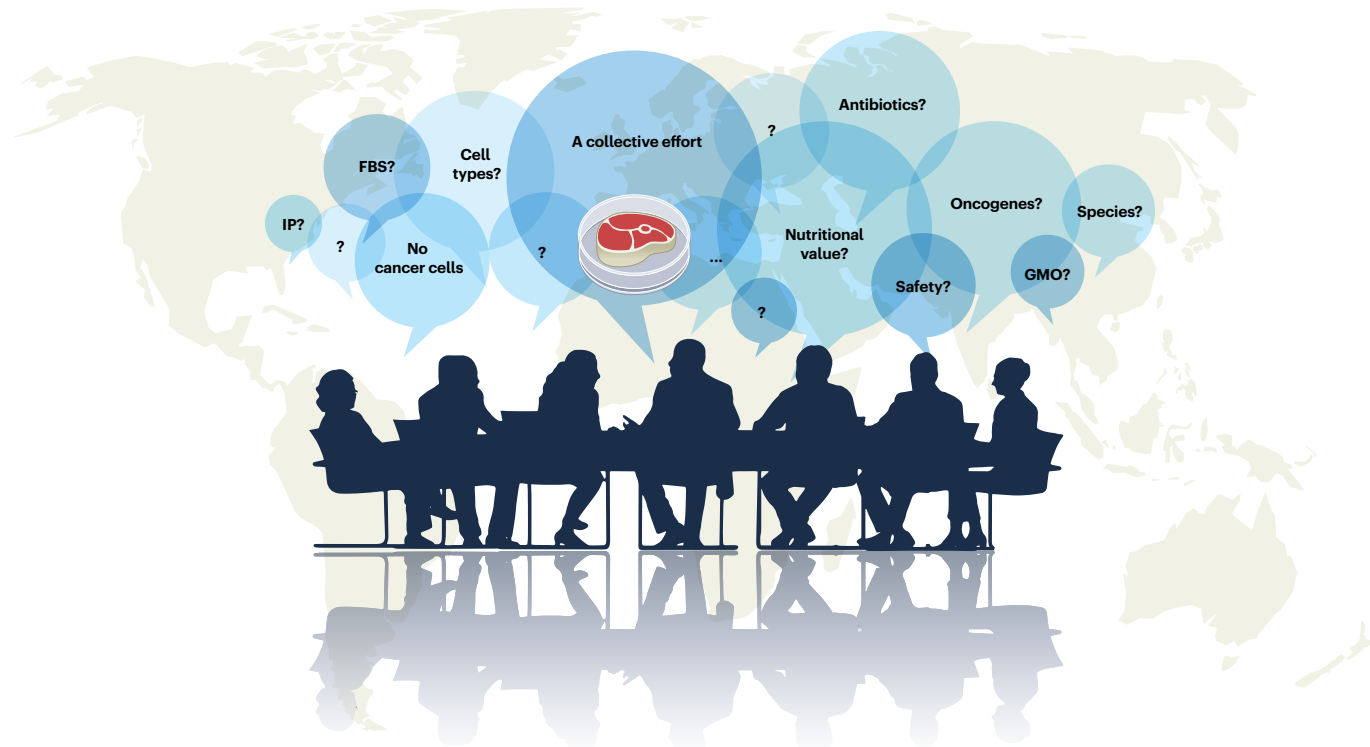 Antibiotics?
?
A collective effort
FBS?
Cell
types?
Oncogenes?
Species?
IP?
?
No
cancer cells
?
...
Nutritional
value?
Safety?
GMO?
?